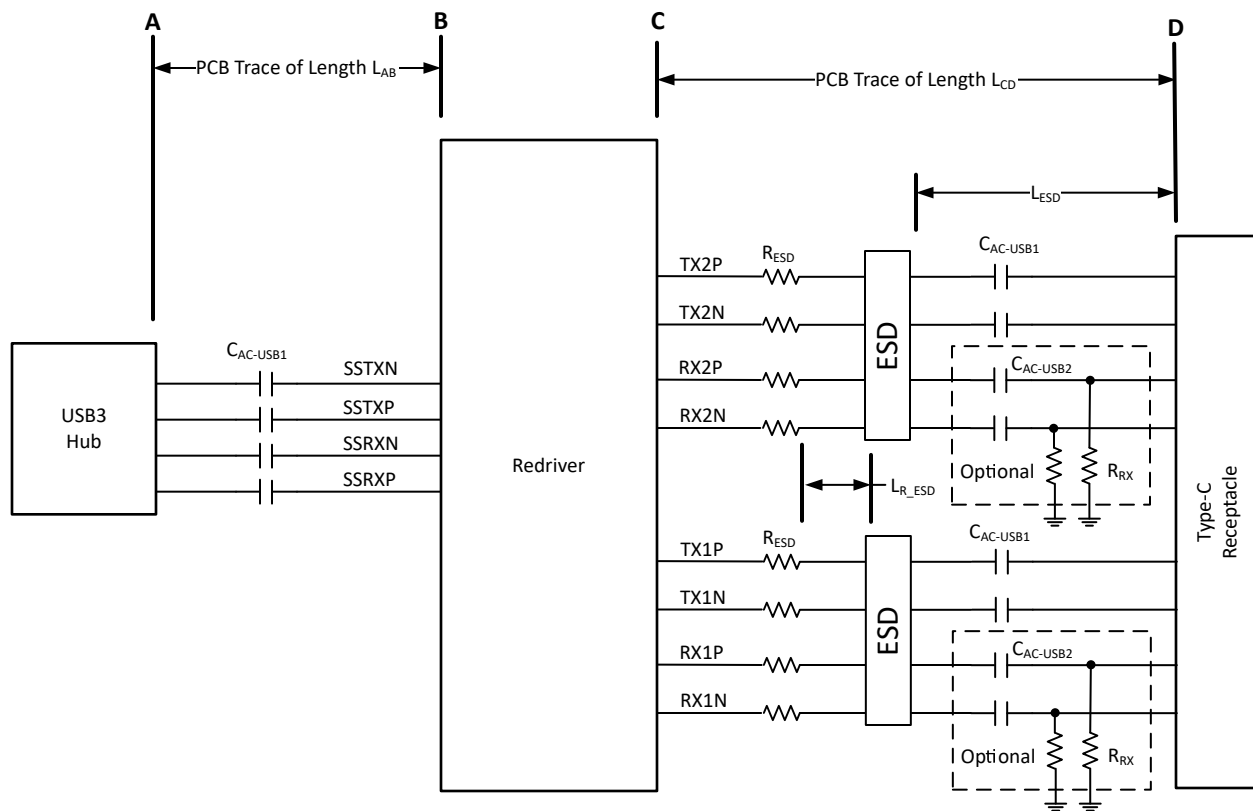 A
B
C
D
PCB Trace of Length LAB
PCB Trace of Length LCD
LESD
CAC-USB1
TX2P
RESD
TX2N
RX2P
CAC-USB2
RX2N
ESD
Optional
RRX
USB3
Hub
CAC-USB1
SSTXN
SSTXP
SSRXN
SSRXP
Redriver
LR_ESD
Type-C
Receptacle
CAC-USB1
TX1P
RESD
TX1N
RX1P
CAC-USB2
RX1N
ESD
Optional
RRX